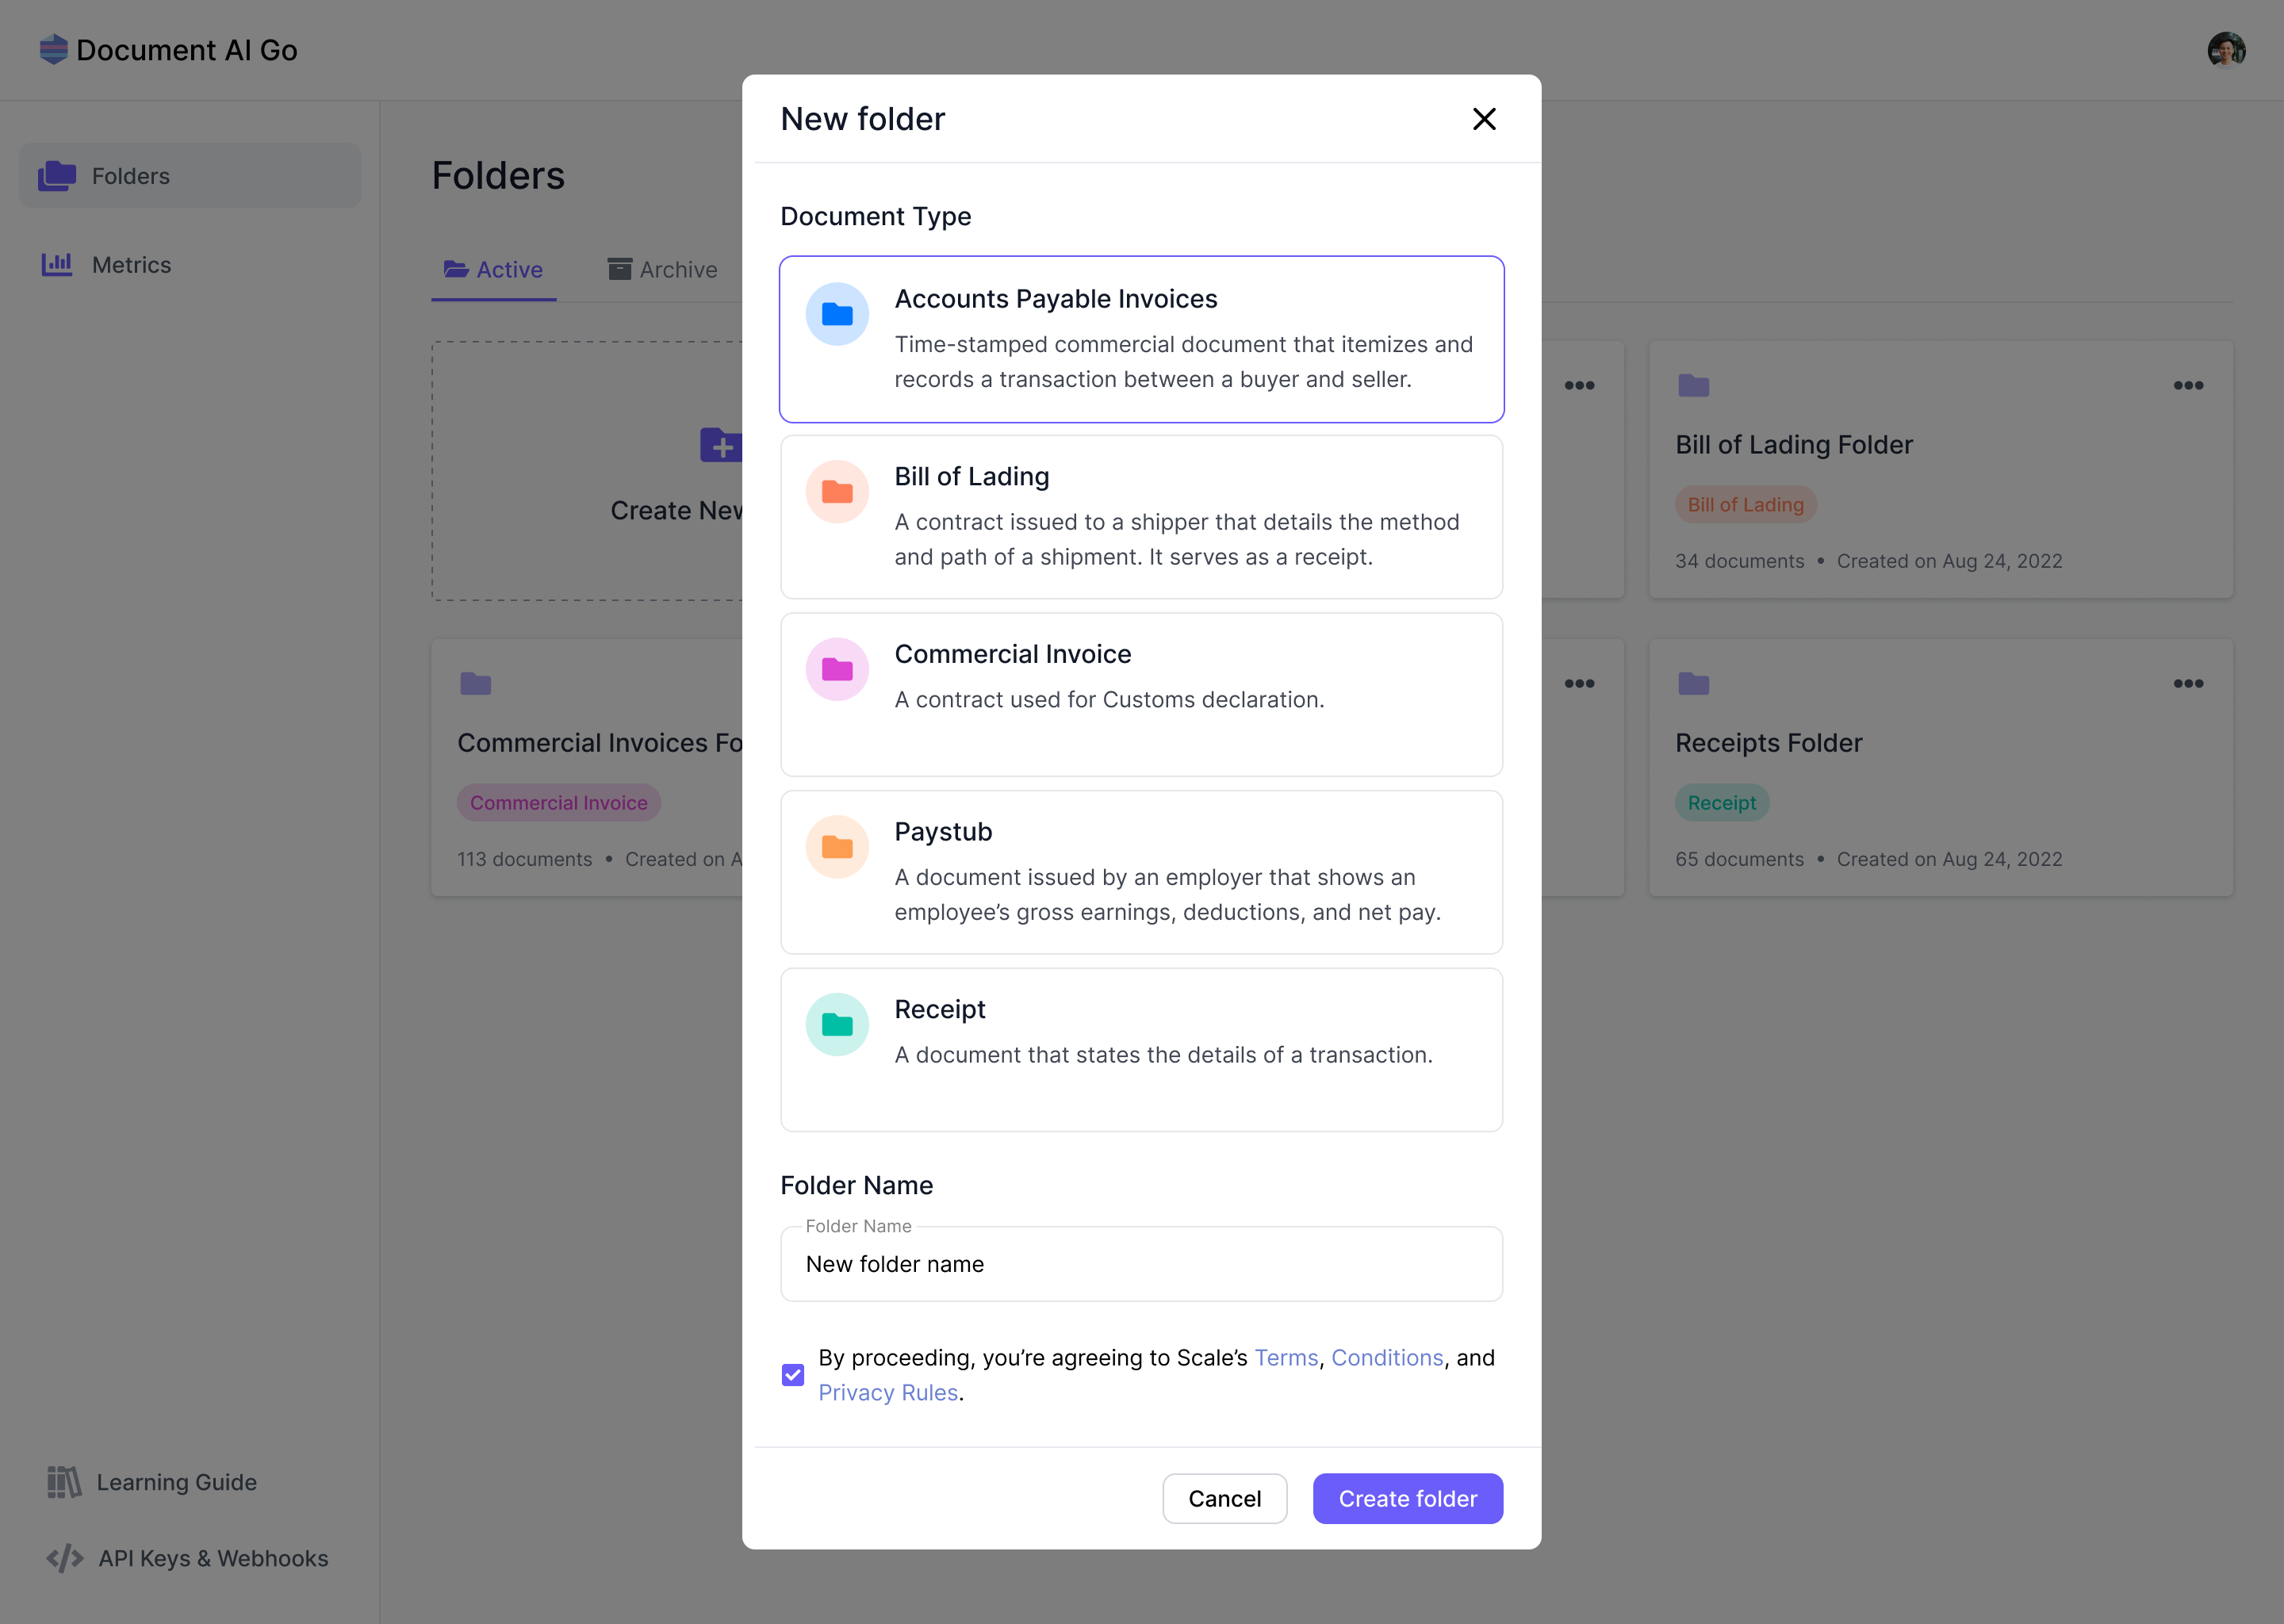 Document AI Go
Folders
Metrics
Learning Guide
API Keys & Webhooks
Folders
Active
Archive
Create New
Bill of Lading Folder
Bill of Lading
34 documents • Created on Aug 24, 2022
Commercial Invoices Fo
Commercial Invoice
113 documents • Created on A
Receipts Folder
Receipt
65 documents • Created on Aug 24, 2022
New folder
Document Type
Accounts Payable Invoices
Time-stamped commercial document that itemizes and
records a transaction between a buyer and seller.
Bill of Lading
A contract issued to a shipper that details the method
and path of a shipment. It serves as a receipt.
Commercial Invoice
A contract used for Customs declaration.
Paystub
A document issued by an employer that shows an
employee’s gross earnings, deductions, and net pay.
Receipt
A document that states the details of a transaction.
Folder Name
Folder Name
New folder name
By proceeding, you’re agreeing to Scale’s Terms, Conditions, and
Privacy Rules.
Cancel
Create folder